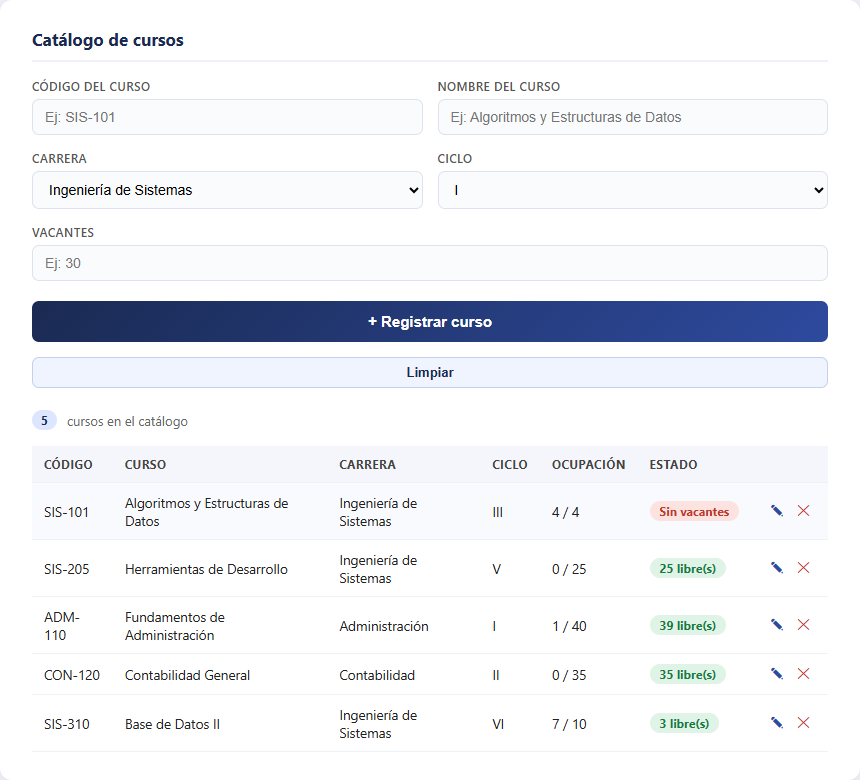 Catálogo de cursos
CÓDIGO DEL CURSO
NOMBRE DEL CURSO
Ej: SIS-101
Ej: Algoritmos y Estructuras de Datos
CARRERA
CICLO
Ingeniería de Sistemas
I
VACANTES
Ej: 30
+ Registrar curso
Limpiar
5 cursos en el catálogo
CÓDIGO CURSO CARRERA CICLO OCUPACIÓN ESTADO
SIS-101
Algoritmos y Estructuras de
Datos
Ingeniería de
Sistemas
III
4 / 4
Sin vacantes
SIS-205
Herramientas de Desarrollo
Ingeniería de
Sistemas
V
0 / 25
25 libre(s)
ADM-
110
Fundamentos de
Administración
Administración
I
1 / 40
39 libre(s)
CON-120
Contabilidad General
Contabilidad
II
0 / 35
35 libre(s)
SIS-310
Base de Datos II
Ingeniería de
Sistemas
VI
7 / 10
3 libre(s)